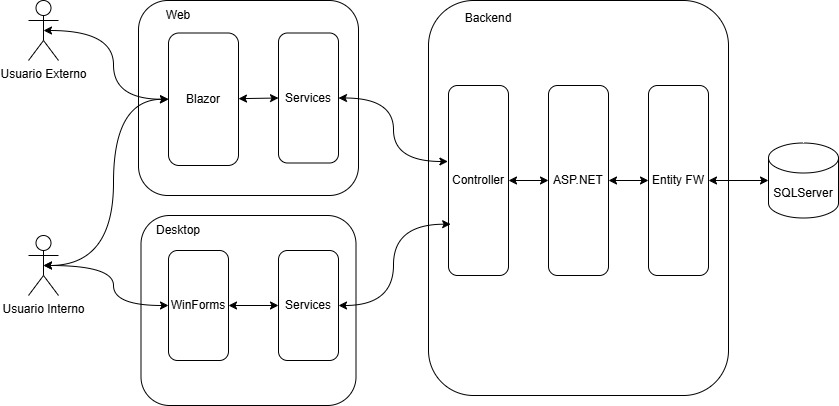 Web
Backend
Usuario Externo
Blazor
Services
Controller
ASP.NET
Entity FW
SQLServer
Desktop
Usuario Interno
WinForms
Services